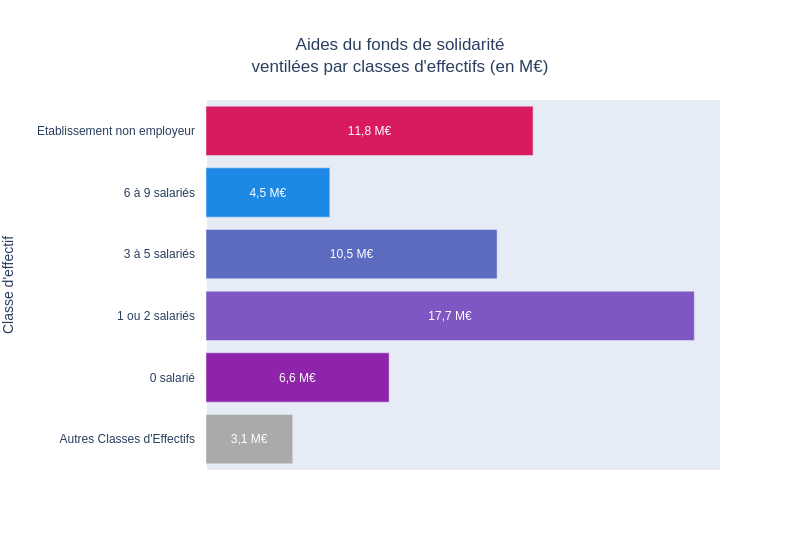 Aides du fonds de solidarité
ventilées par classes d'effectifs (en M€)
Classe d'effectif
Etablissement non employeur
11,8 M€
6 à 9 salariés
4,5 M€
3 à 5 salariés
10,5 M€
1 ou 2 salariés
17,7 M€
0 salarié
6,6 M€
Autres Classes d'Effectifs
3,1 M€